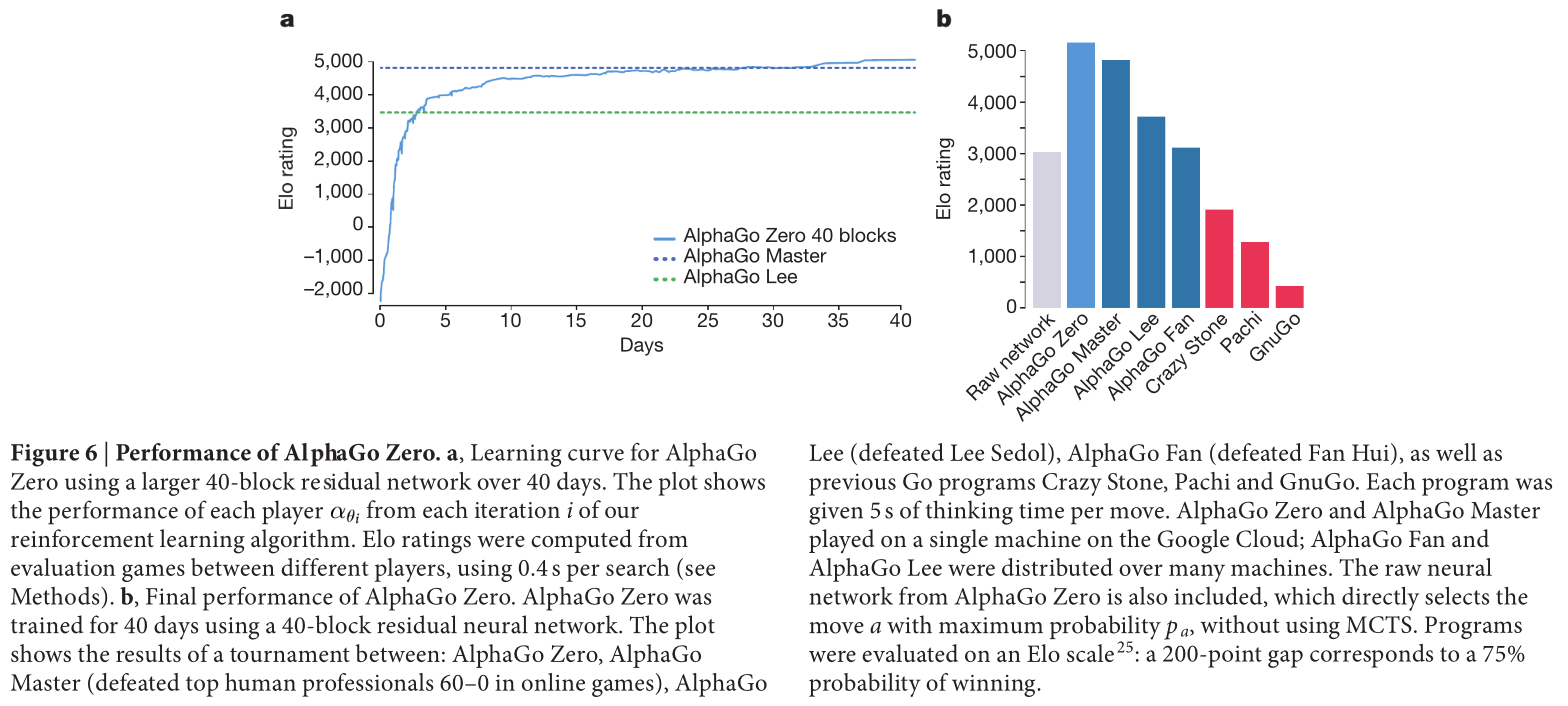 a
5,000
4,000
3,000
2,000
1,000
0
−1,000
−2,000
Elo rating
AlphaGo Zero 40 blocks
AlphaGo Master
AlphaGo Lee
0 5 10 15 20 25 30 35 40
Days
b
5,000
4,000
3,000
2,000
1,000
0
Elo rating
Raw network
AlphaGo Zero
AlphaGo Master
AlphaGo Lee
AlphaGo Fan
Crazy Stone
Pachi
GnuGo
Figure 6 | Performance of AlphaGo Zero. a, Learning curve for AlphaGo
Zero using a larger 40-block residual network over 40 days. The plot shows
the performance of each player αθi from each iteration i of our
reinforcement learning algorithm. Elo ratings were computed from
evaluation games between different players, using 0.4 s per search (see
Methods). b, Final performance of AlphaGo Zero. AlphaGo Zero was
trained for 40 days using a 40-block residual neural network. The plot
shows the results of a tournament between: AlphaGo Zero, AlphaGo
Master (defeated top human professionals 60–0 in online games), AlphaGo
Lee (defeated Lee Sedol), AlphaGo Fan (defeated Fan Hui), as well as
previous Go programs Crazy Stone, Pachi and GnuGo. Each program was
given 5 s of thinking time per move. AlphaGo Zero and AlphaGo Master
played on a single machine on the Google Cloud; AlphaGo Fan and
AlphaGo Lee were distributed over many machines. The raw neural
network from AlphaGo Zero is also included, which directly selects the
move a with maximum probability pa, without using MCTS. Programs
were evaluated on an Elo scale25: a 200-point gap corresponds to a 75%
probability of winning.